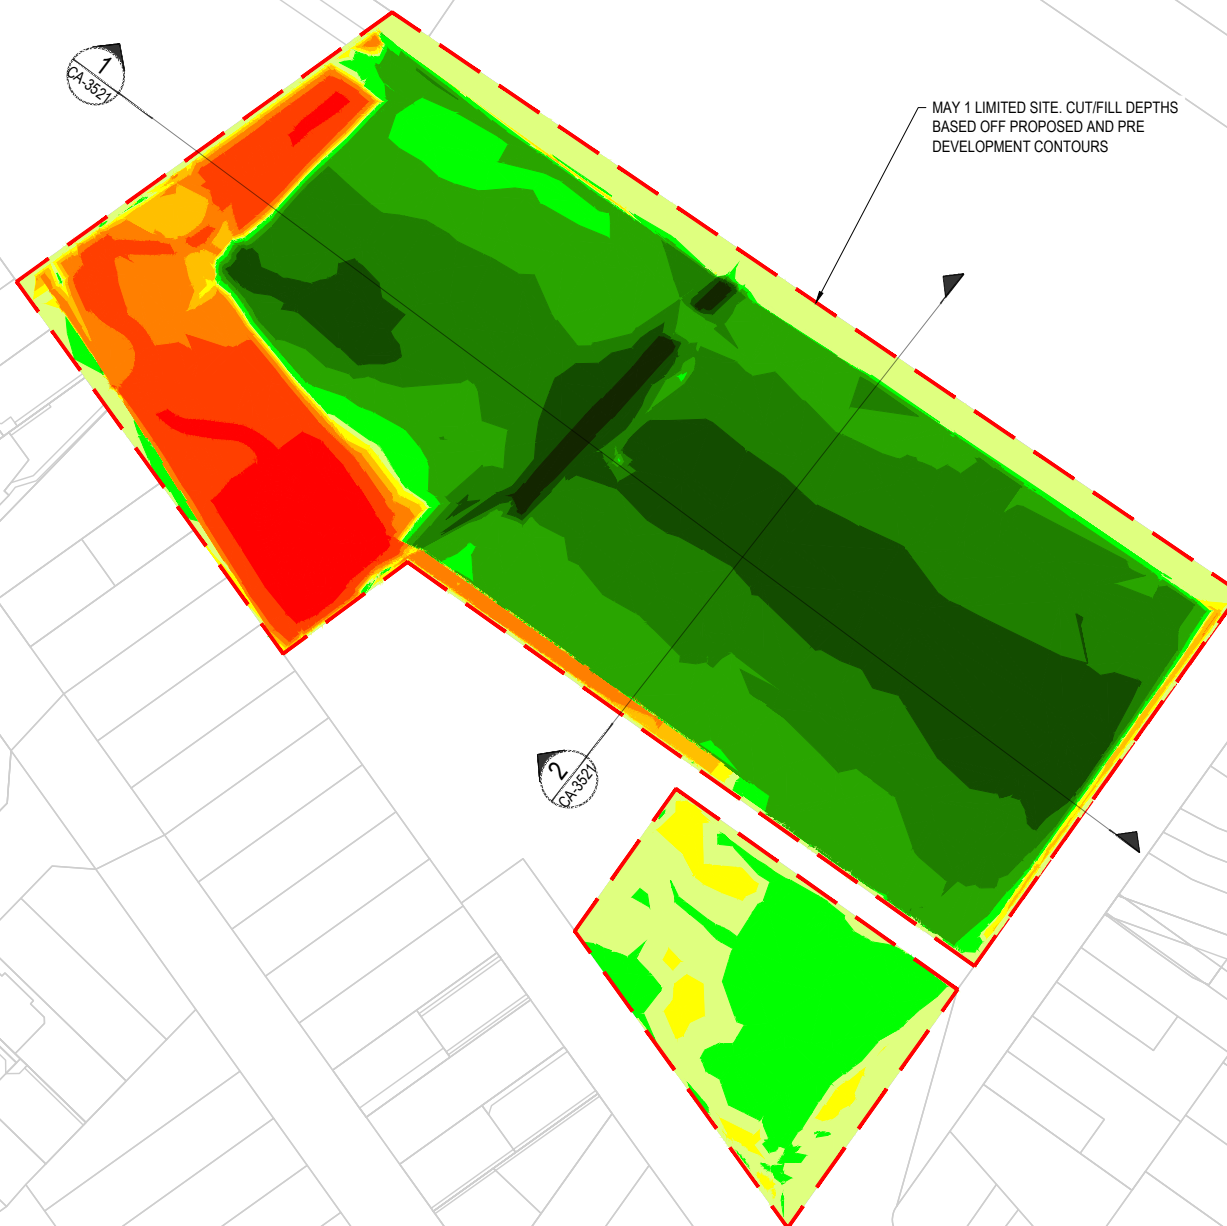 1
CA-3521
MAY 1 LIMITED SITE. CUT/FILL DEPTHS
BASED OFF PROPOSED AND PRE
DEVELOPMENT CONTOURS
2
CA-3521